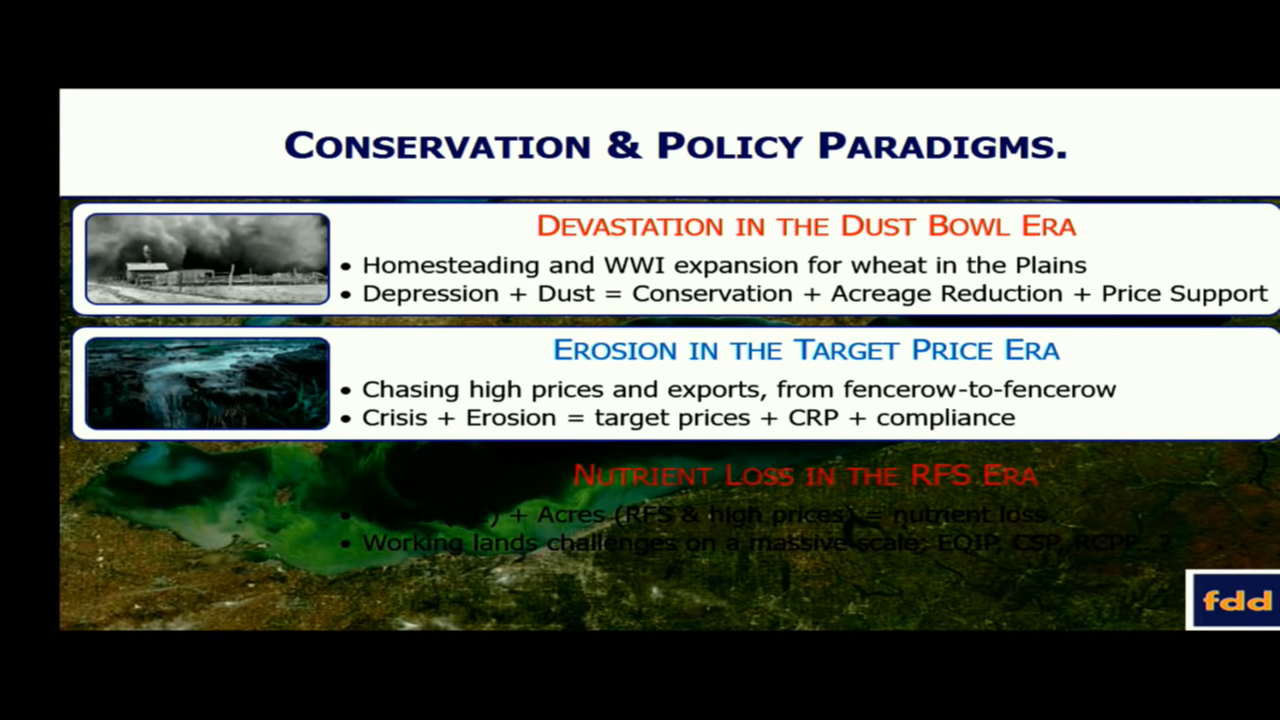 CONSERVATION & POLICY PARADIGMS.
DEVASTATION IN THE DUST BOWL ERA
• Homesteading and WWI expansion for wheat in the Plains
• Depression + Dust = Conservation + Acreage Reduction + Price Support
EROSION IN THE TARGET PRICE ERA
• Chasing high prices and exports, from fencerow-to-fencerow
• Crisis + Erosion = target prices + CRP + compliance
NUTRIENT LOSS IN THE RFS ERA
• + Acres (RFS & high prices) = nutrient loss
• Working lands challenges on a massive scale; EQIP, CSP, RCPP
fdd